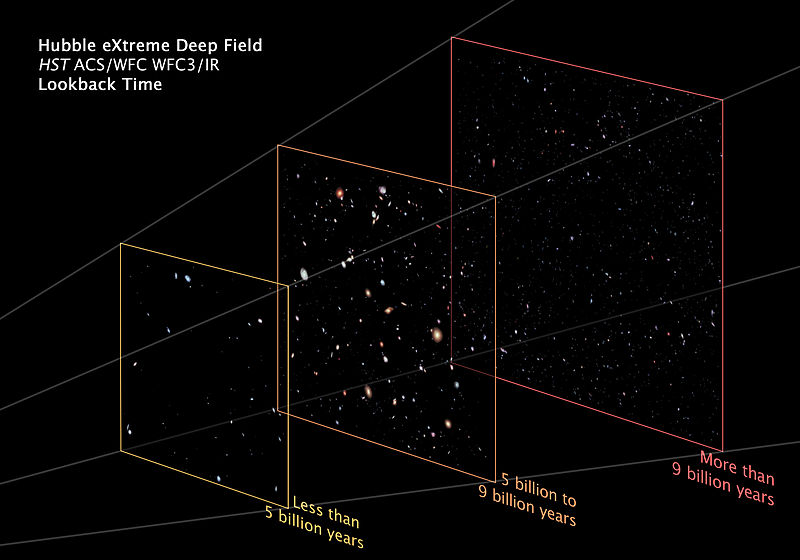 Hubble eXtreme Deep Field
HST ACS/WFC WFC3/IR
Lookback Time
Less than
5 billion years
5 billion to
9 billion years
More than
9 billion years